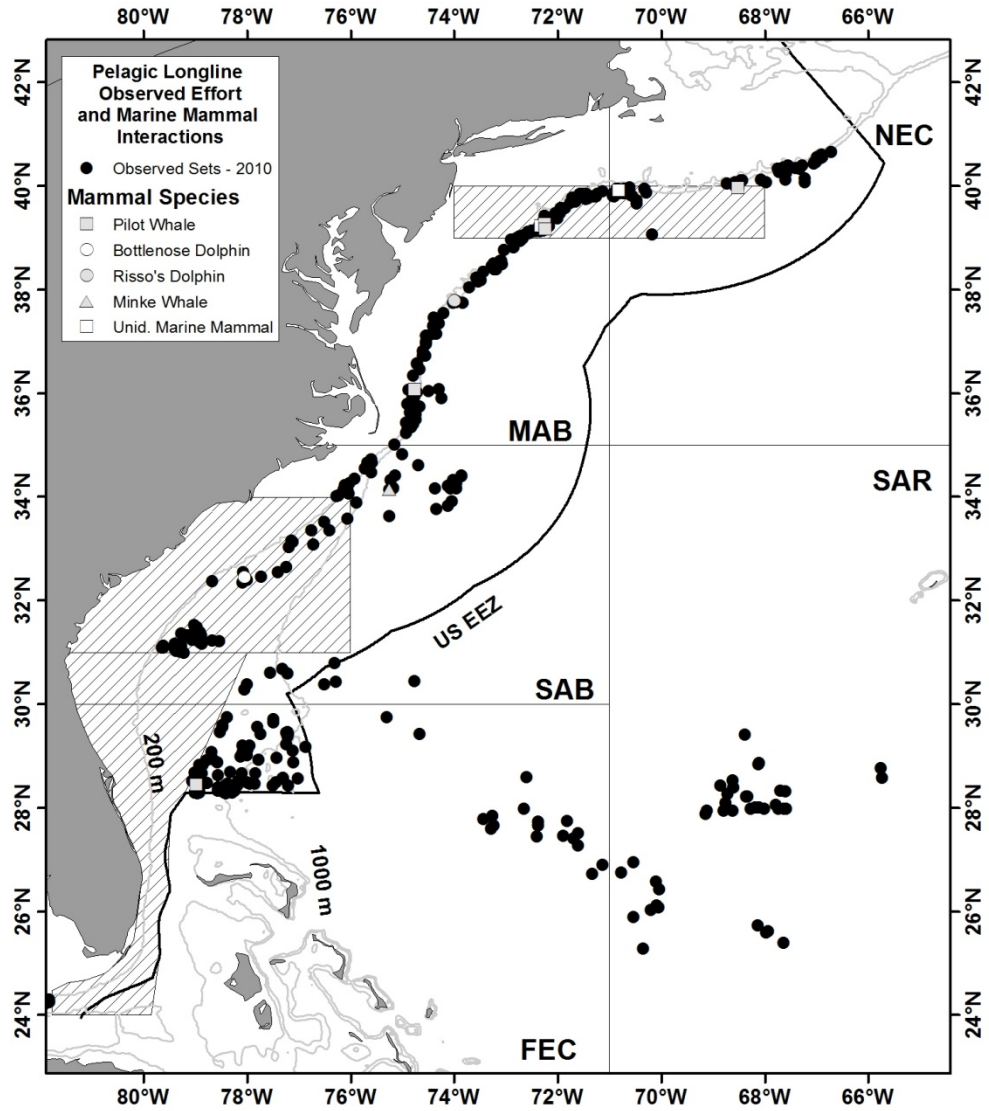 80°W 78°W 76°W 74°W 72°W 70°W 68°W 66°W
Pelagic Longline
Observed Effort
and Marine Mammal
Interactions
Observed Sets - 2010
Mammal Species
Pilot Whale
Bottlenose Dolphin
Risso's Dolphin
Minke Whale
Unid. Marine Mammal
42°N
40°N
38°N
36°N
34°N
32°N
30°N
28°N
26°N
24°N
NEC
MAB
SAR
US EEZ
SAB
200 m
1000 m
FEC
42°N
40°N
38°N
36°N
34°N
32°N
30°N
28°N
26°N
24°N
80°W 78°W 76°W 74°W 72°W 70°W 68°W 66°W